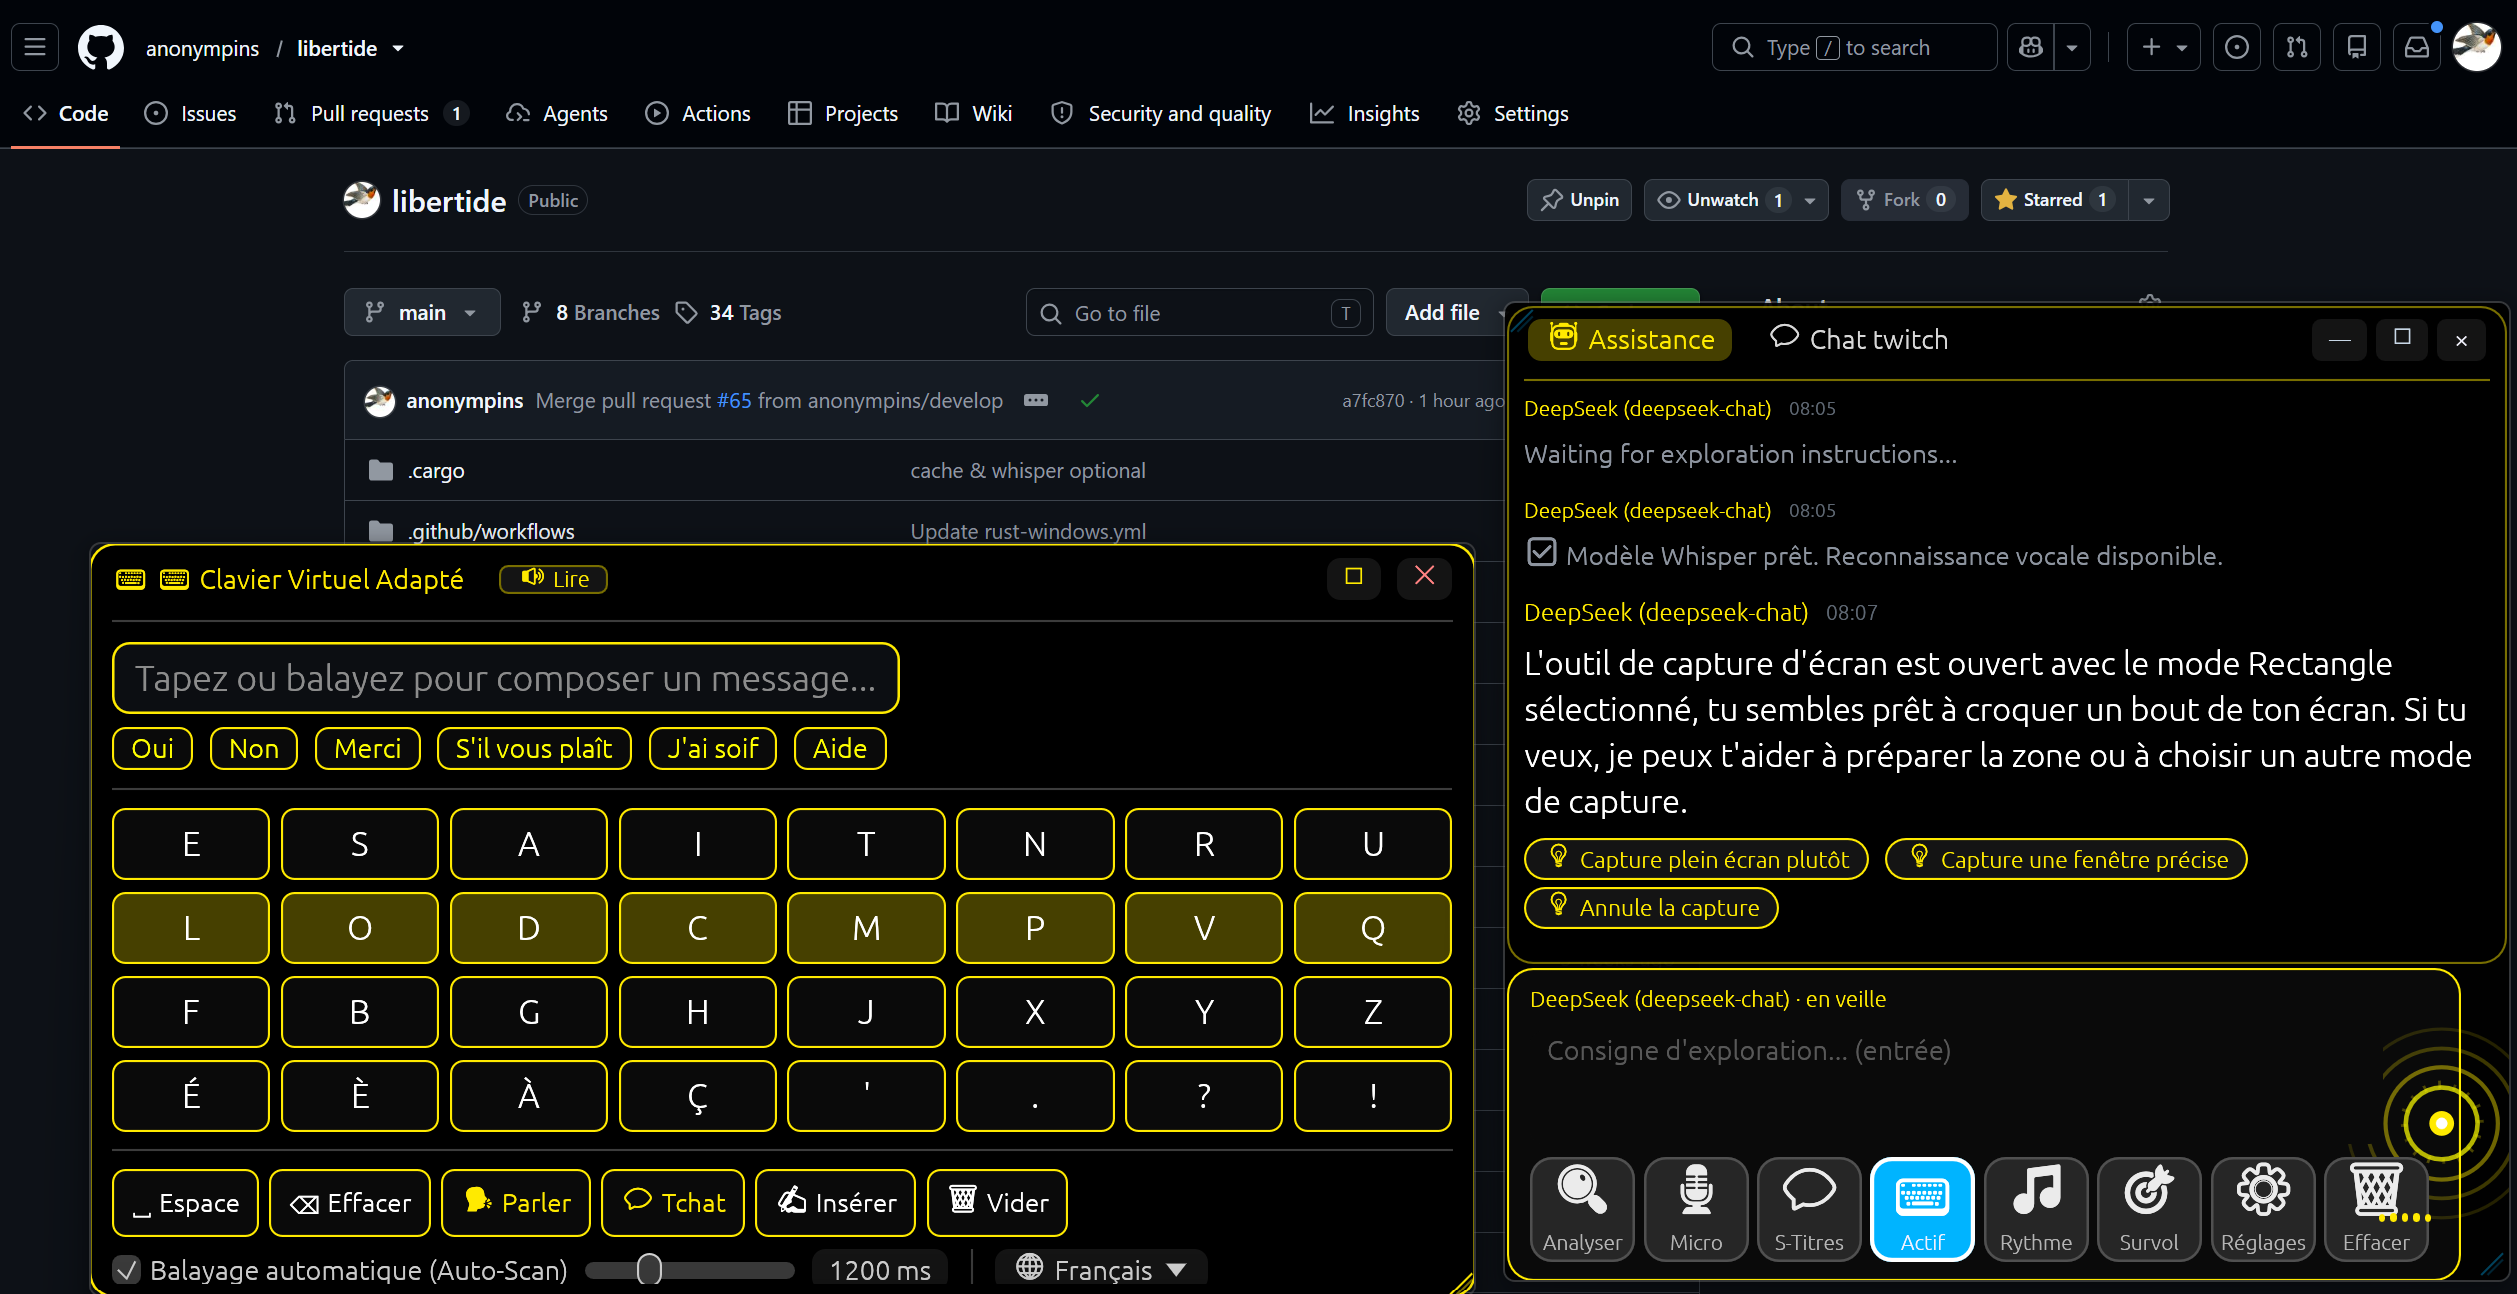 anonympins / libertide
Type / to search
Code
Issues
Pull requests 1
Agents
Actions
Projects
Wiki
Security and quality
Insights
Settings
libertide Public
Unpin
Unwatch 1
Fork 0
Starred 1
main
8 Branches
34 Tags
Go to file T
Add file
anonympins Merge pull request #65 from anonympins/develop
a7fc870 · 1 hour ago
.cargo
cache & whisper optional
.github/workflows
Update rust-windows.yml
Clavier Virtuel Adapté
Lire
Tapez ou balayez pour composer un message...
Oui Non Merci S'il vous plaît J'ai soif Aide
E S A I T N R U
L O D C M P V Q
F B G H J X Y Z
É È À Ç ' . ? !
Espace Effacer Parler Tchat Insérer Vider
Balayage automatique (Auto-Scan) 1200 ms Français
Assistance
Chat twitch
DeepSeek (deepseek-chat) 08:05
Waiting for exploration instructions...
DeepSeek (deepseek-chat) 08:05
Modèle Whisper prêt. Reconnaissance vocale disponible.
DeepSeek (deepseek-chat) 08:07
L'outil de capture d'écran est ouvert avec le mode Rectangle
sélectionné, tu sembles prêt à croquer un bout de ton écran. Si tu
veux, je peux t'aider à préparer la zone ou à choisir un autre mode
de capture.
Capture plein écran plutôt
Capture une fenêtre précise
Annule la capture
DeepSeek (deepseek-chat) · en veille
Consigne d'exploration... (entrée)
Analyser Micro S-Titres Actif Rythme Survol Réglages Effacer